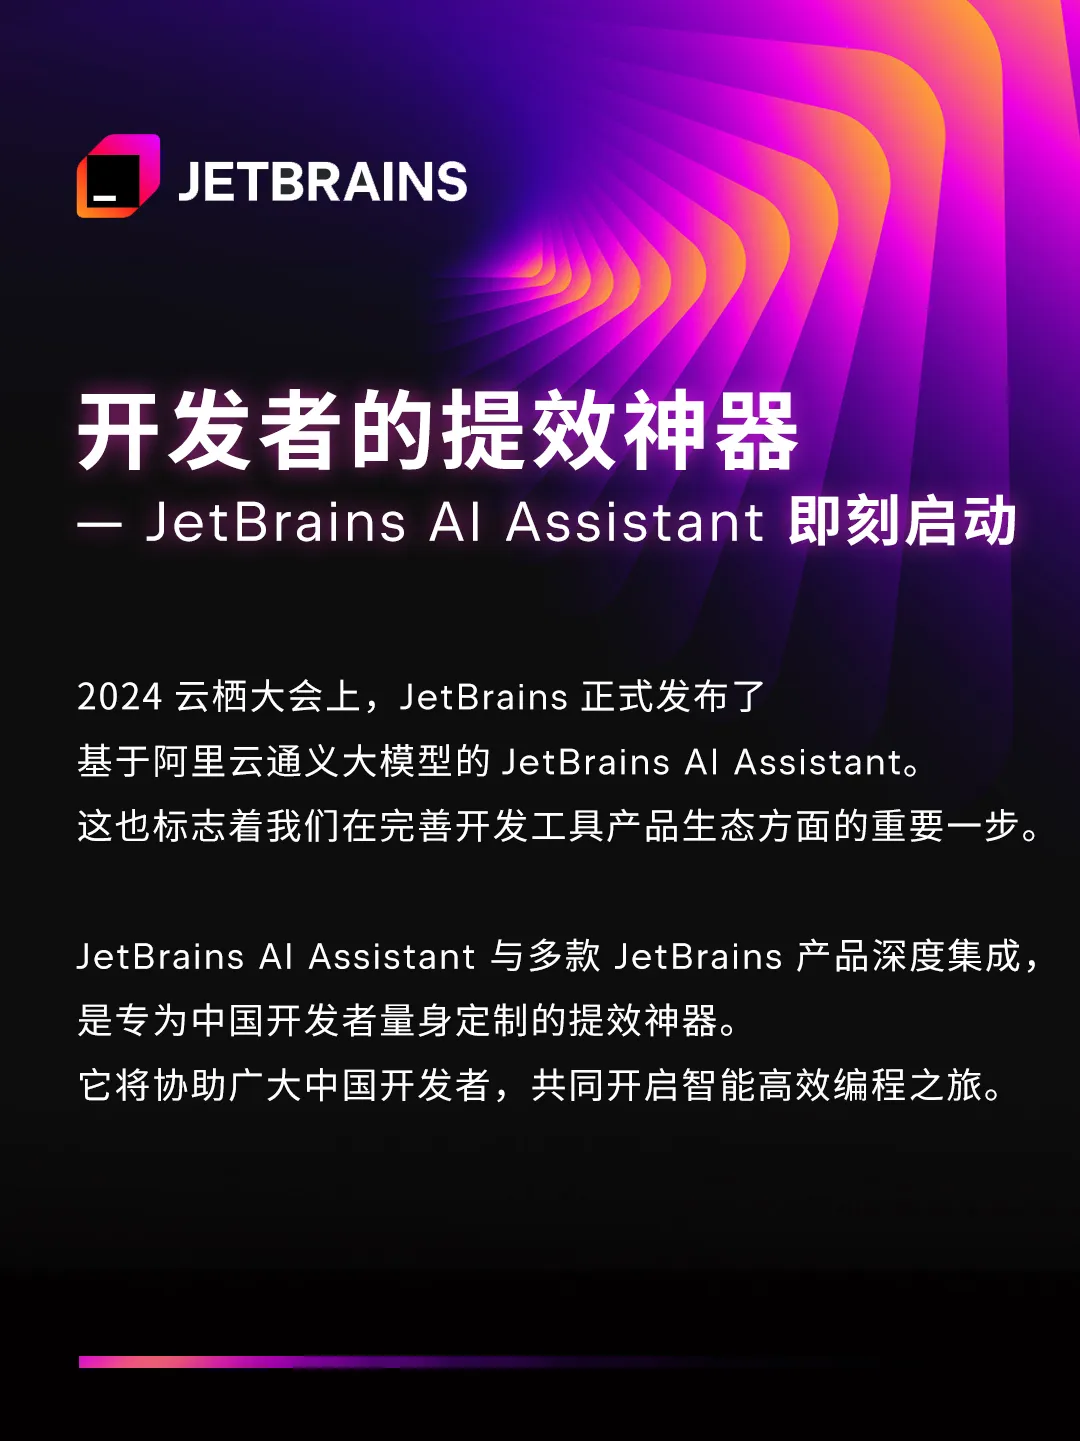 JETBRAINS
开发者的提效神器
— JetBrains AI Assistant 即刻启动
2024 云栖大会上，JetBrains 正式发布了
基于阿里云通义大模型的 JetBrains AI Assistant。
这也标志着我们在完善开发工具产品生态方面的重要一步。
JetBrains AI Assistant 与多款 JetBrains 产品深度集成，
是专为中国开发者量身定制的提效神器。
它将协助广大中国开发者，共同开启智能高效编程之旅。